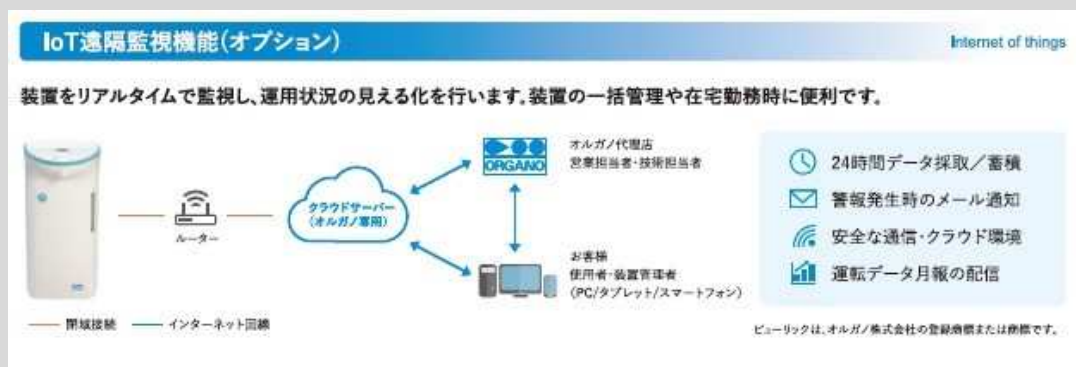 IoT遠隔監視機能(オプション)
Internet of things
装置をリアルタイムで監視し、運用状況の見える化を行います。装置の一括管理や在宅勤務時に便利です。
ORGANO
オルガノ代理店
営業担当者・技術担当者
クラウドサーバー
(オルガノ専用)
ルーター
お客様
使用者・装置管理者
(PC/タブレット/スマートフォン)
24時間データ採取/蓄積
警報発生時のメール通知
安全な通信・クラウド環境
運転データ月報の配信
閉域接続
インターネット回線
ピューリックは、オルガノ株式会社の登録商標または商標です。